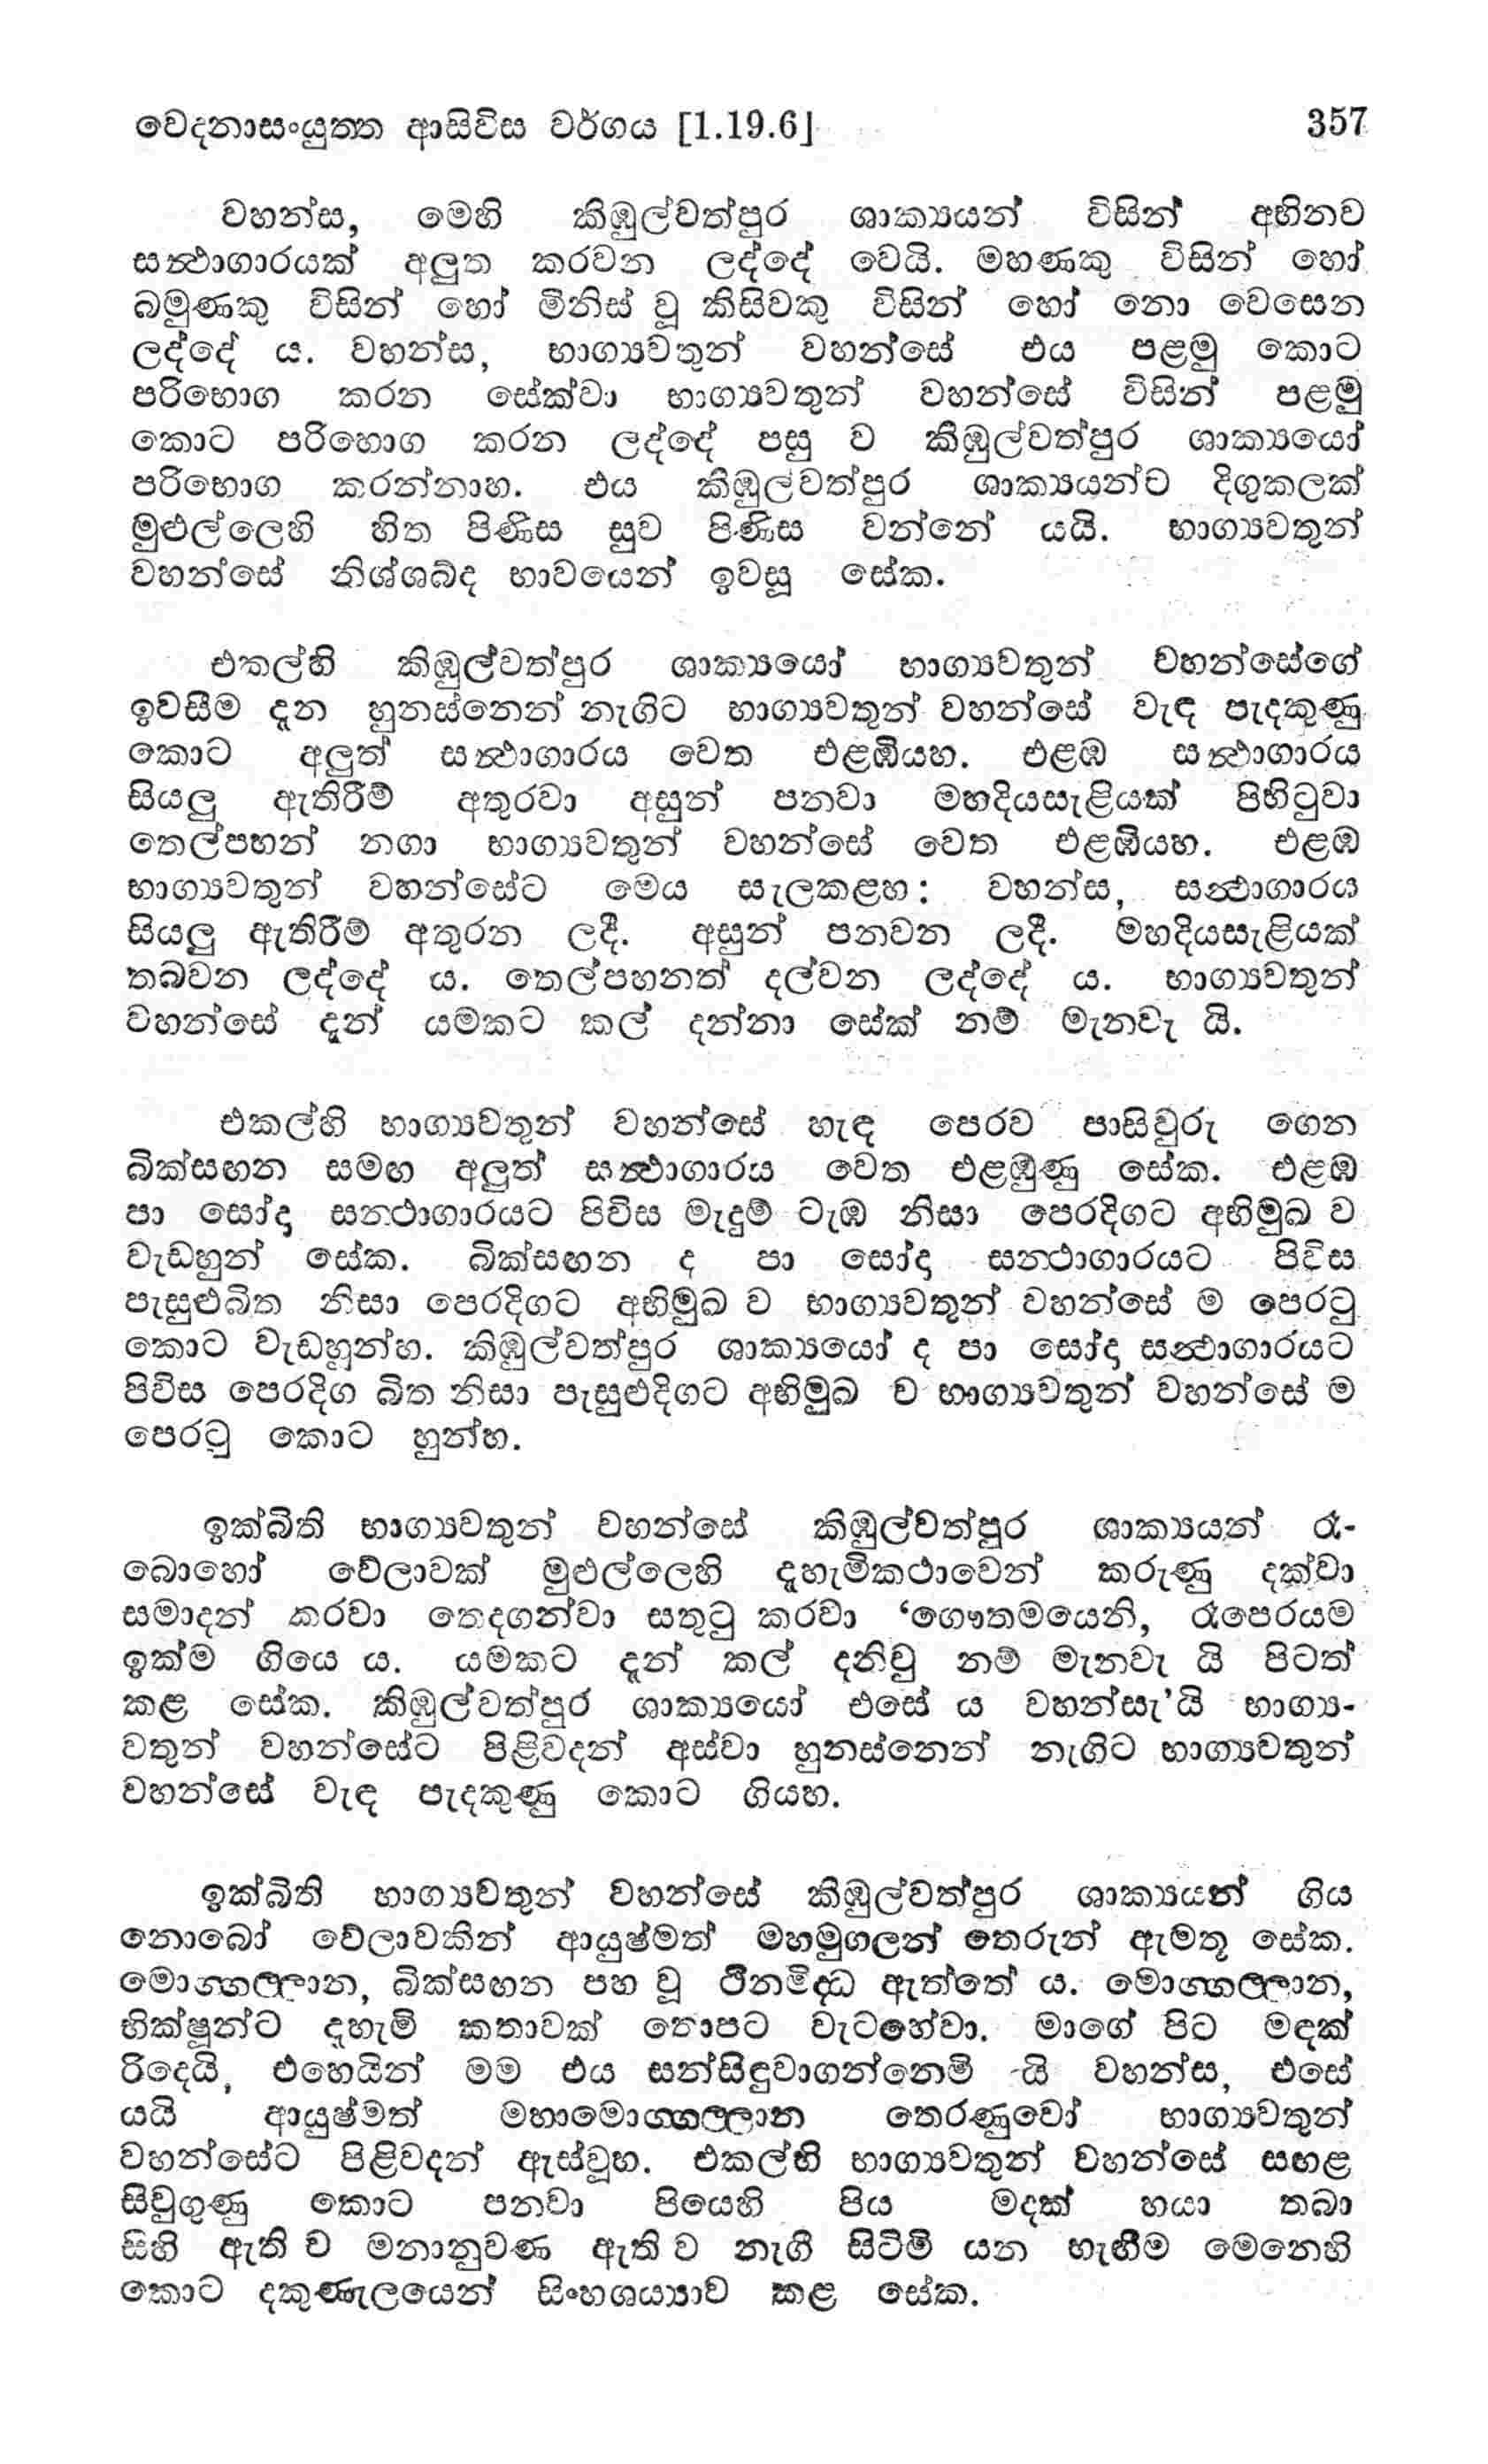 වෙදනාසංයුත්ත ආසිවිස වර්ගය [1.19.6] 357
වහන්ස, මෙහි කිඹුල්වත්පුර ශාක්‍යයන් විසින් අභිනව
සන්‍ථාගාරයක් අලුත කරවන ලද්දේ වෙයි. මහණකු විසින් හෝ
බමුණකු විසින් හෝ මිනිස් වූ කිසිවකු විසින් හෝ නො වෙසෙන
ලද්දේ ය. වහන්ස, භාග්‍යවතුන් වහන්සේ එය පළමු කොට
පරිභොග කරන සේක්වා භාග්‍යවතුන් වහන්සේ විසින් පළමු
කොට පරිහොග කරන ලද්දේ පසු ව කිඹුල්වත්පුර ශාක්‍යයෝ
පරිභොග කරන්නාහ. එය කිඹුල්වත්පුර ශාක්‍යයන්ට දිගුකලක්
මුළුල්ලෙහි හිත පිණිස සුව පිණිස වන්නේ යයි. භාග්‍යවතුන්
වහන්සේ නිශ්ශබ්ද භාවයෙන් ඉවසූ සේක.
එකල්හි කිඹුල්වත්පුර ශාක්‍යයෝ භාග්‍යවතුන් වහන්සේගේ
ඉවසීම දැන හුනස්නෙන් නැගිට භාග්‍යවතුන් වහන්සේ වැඳ පැදකුණු
කොට අලුත් සන්‍ථාගාරය වෙත එළඹියහ. එළඹ සන්‍ථාගාරය
සියලු ඇතිරිම් අතුරවා අසුන් පනවා මහදියසැළියක් පිහිටුවා
තෙල්පහන් නගා භාග්‍යවතුන් වහන්සේ වෙත එළඹියහ. එළඹ
භාග්‍යවතුන් වහන්සේට මෙය සැලකළහ: වහන්ස, සන්‍ථාගාරය
සියලු ඇතිරීම් අතුරන ලදී. අසුන් පනවන ලදී. මහදියසැළියක්
තබවන ලද්දේ ය. තෙල්පහනත් දල්වන ලද්දේ ය. භාග්‍යවතුන්
වහන්සේ දැන් යමකට කල් දන්නා සේක් නම් මැනවැ යි.
එකල්හි භාග්‍යවතුන් වහන්සේ හැඳ පෙරව පාසිවුරු ගෙන
බික්සඟන සමඟ අලුත් සන්‍ථාගාරය වෙත එළඹුණු සේක. එළඹ
පා සෝදා සනථාගාරයට පිවිස මැදුම් ටැඹ නිසා පෙරදිගට අභිමුඛ ව
වැඩහුන් සේක. බික්සඟන ද පා සෝදා සනථාගාරයට පිවිස
පැසුළුබිත නිසා පෙරදිගට අභිමුඛ ව භාග්‍යවතුන් වහන්සේ ම පෙරටු
කොට වැඩහුන්හ. කිඹුල්වත්පුර ශාක්‍යයෝ ද පා සෝදා සන්‍ථාගාරයට
පිවිස පෙරදිග බිත නිසා පැසුළුදිගට අභිමුඛ ව භාග්‍යවතුන් වහන්සේ ම
පෙරටු කොට හුන්හ.
ඉක්බිති භාග්‍යවතුන් වහන්සේ කිඹුල්වත්පුර ශාක්‍යයන් රෑ-
බොහෝ වේලාවක් මුළුල්ලෙහි දැහැමිකථාවෙන් කරුණු දක්වා
සමාදන් කරවා තෙදගන්වා සතුටු කරවා ‘ගෞතමයෙනි, රෑපෙරයම
ඉක්ම ගියෙ ය. යමකට දැන් කල් දනිවු නම් මැනවැ යි පිටත්
කළ සේක. කිඹුල්වත්පුර ශාක්‍යයෝ එසේ ය වහන්සැ’යි භාග්‍ය-
වතුන් වහන්සේට පිළිවදන් අස්වා හුනස්නෙන් නැගිට භාග්‍යවතුන්
වහන්සේ වැඳ පැදකුණු කොට ගියහ.
ඉක්බිති භාග්‍යවතුන් වහන්සේ කිඹුල්වත්පුර ශාක්‍යයන් ගිය
නොබෝ වේලාවකින් ආයුෂ්මත් මහමුගලන් තෙරුන් ඇමතූ සේක.
මොග්ගල්ලාන, බික්සඟන පහ වූ ථීනමිද්ධ ඇත්තේ ය. මොග්ගල්ලාන,
භික්ෂූන්ට දැහැමි කතාවක් තොපට වැටහේවා. මාගේ පිට මඳක්
රිදෙයි, එහෙයින් මම එය සන්සිඳුවාගන්නෙමි යි වහන්ස, එසේ
යයි ආයුෂ්මත් මහාමොග්ගල්ලාන තෙරණුවෝ භාග්‍යවතුන්
වහන්සේට පිළිවදන් ඇස්වූහ. එකල්හි භාග්‍යවතුන් වහන්සේ සඟළ
සිවුගුණු කොට පනවා පියෙහි පිය මදක් හයා තබා
සිහි ඇති ව මනානුවණ ඇති ව නැගී සිටිමි යන හැඟීම මෙනෙහි
කොට දකුණැලයෙන් සිංහශය්‍යාව කළ සේක.